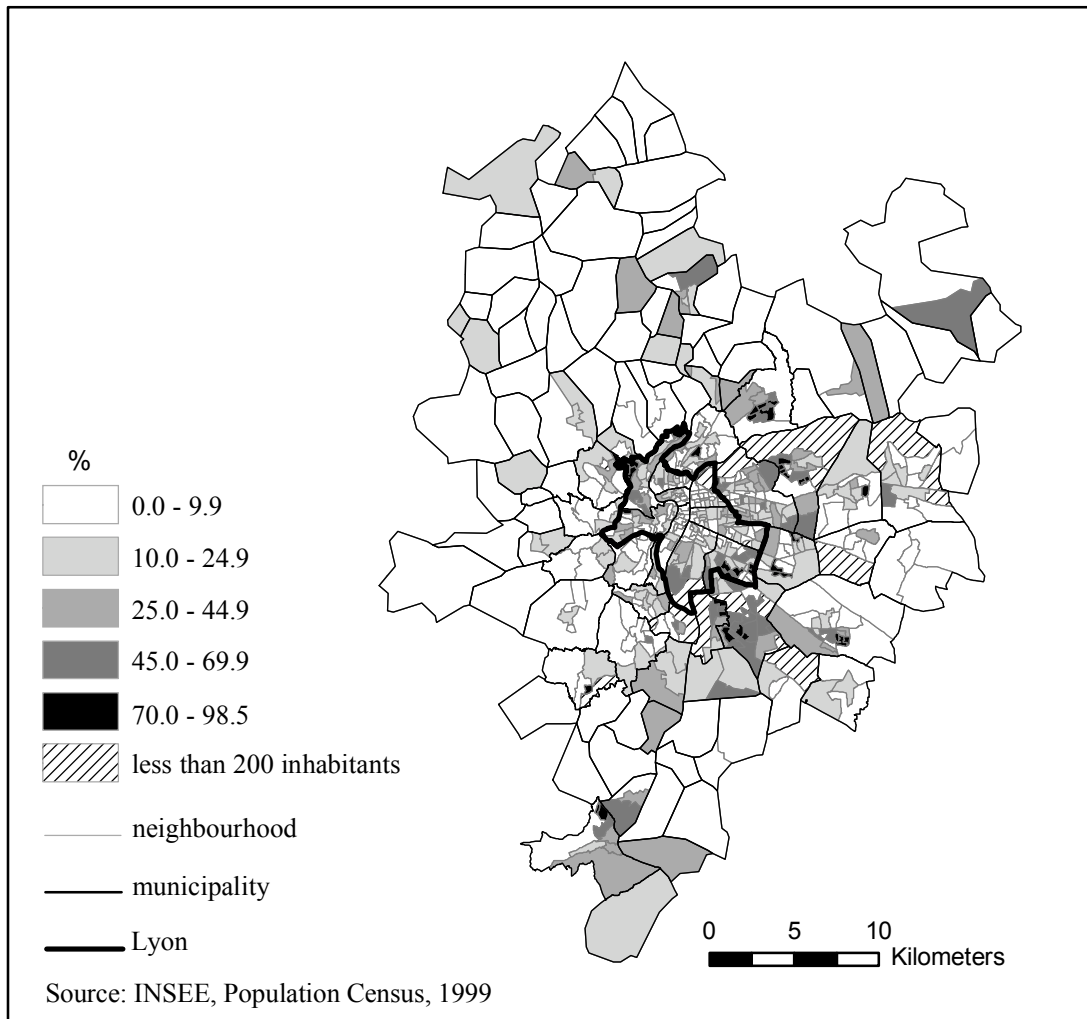 %
0.0 - 9.9
10.0 - 24.9
25.0 - 44.9
45.0 - 69.9
70.0 - 98.5
less than 200 inhabitants
neighbourhood
municipality
Lyon
0 5 10
Kilometers
Source: INSEE, Population Census, 1999